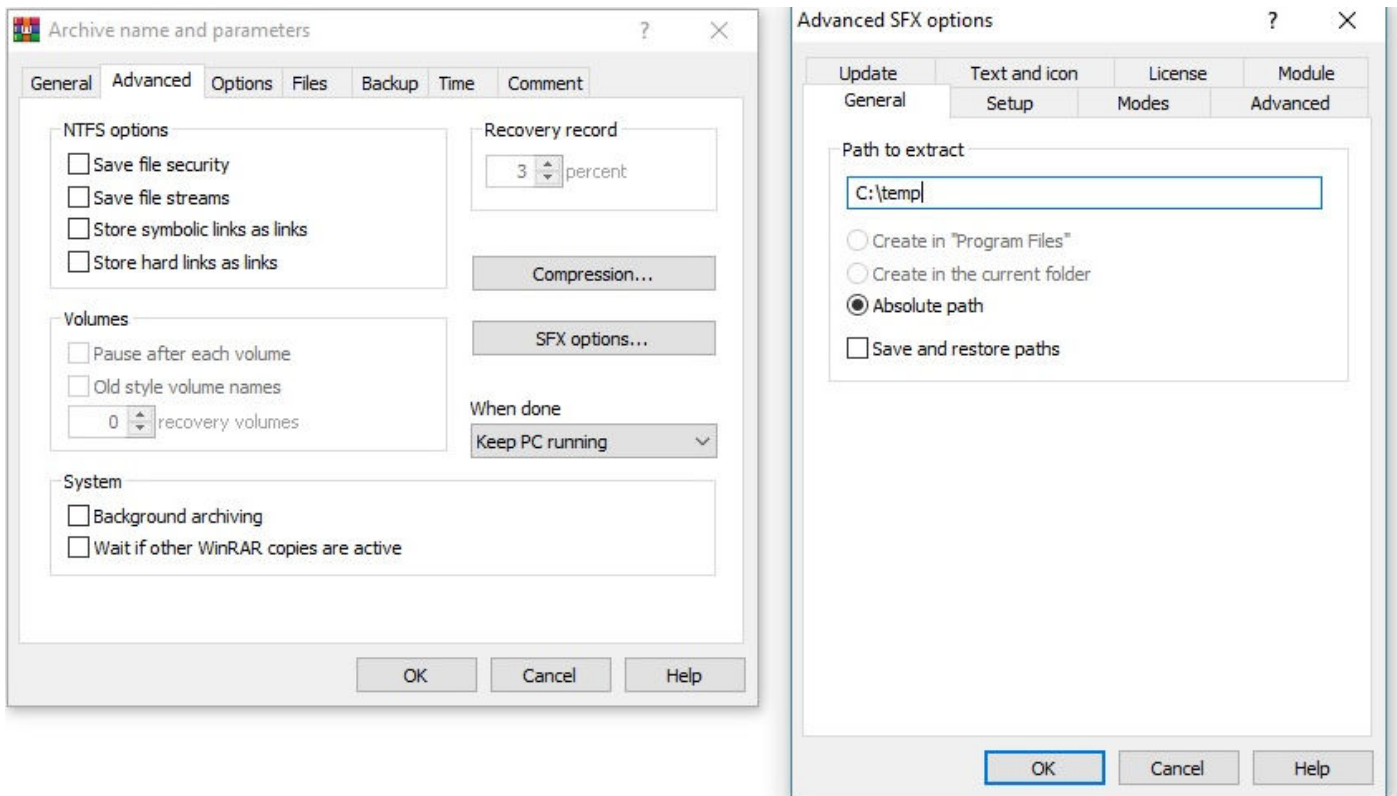 Archive name and parameters
?
General Advanced Options Files Backup Time Comment
NTFS options
Save file security
Save file streams
Store symbolic links as links
Store hard links as links
Recovery record
3 percent
Compression...
SFX options...
Volumes
Pause after each volume
Old style volume names
0 recovery volumes
When done
Keep PC running
System
Background archiving
Wait if other WinRAR copies are active
OK Cancel Help
Advanced SFX options
?
Update Text and icon License Module
General Setup Modes Advanced
Path to extract
C:\temp
Create in "Program Files"
Create in the current folder
Absolute path
Save and restore paths
OK Cancel Help